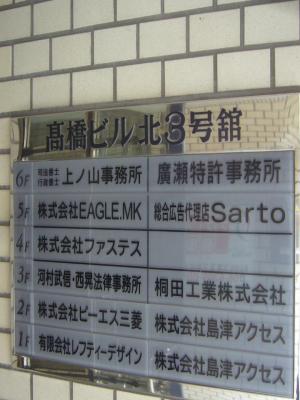 髙橋ビル北3号舘
6F 司法書士 行政書士 上ノ山事務所 廣瀬特許事務所
5F 株式会社EAGLE.MK 総合広告代理店Sarto
4F 株式会社ファステス
3F 河村武信・西晃法律事務所 桐田工業株式会社
2F 株式会社ピーエス三菱 株式会社島津アクセス
1F 有限会社レフティーデザイン 株式会社島津アクセス